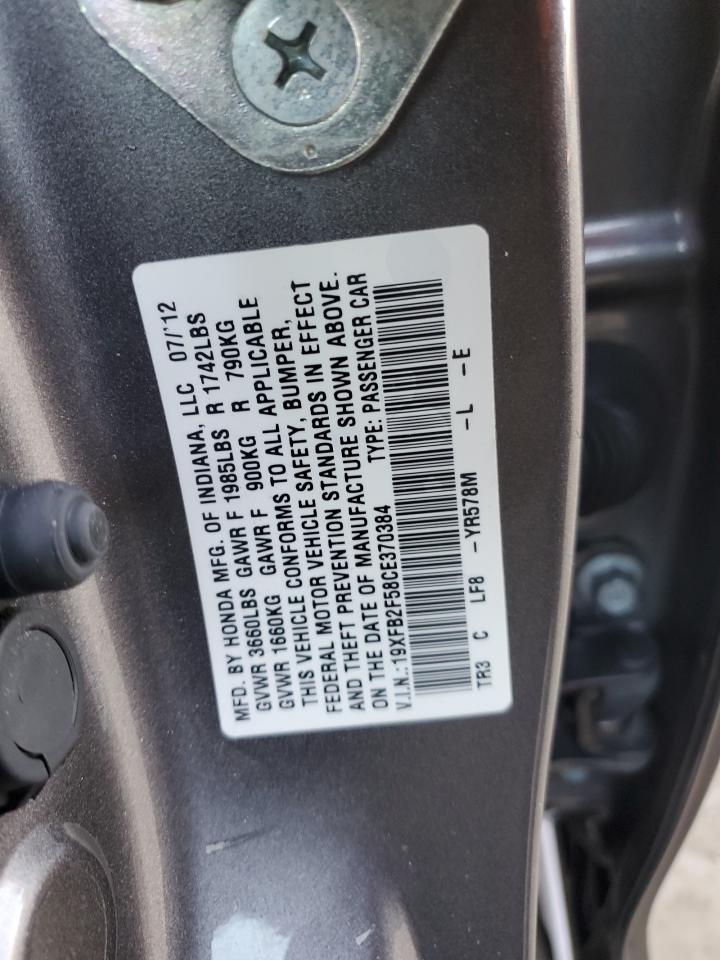 MFD. BY HONDA MFG. OF INDIANA, LLC 07/'12
GVWR 3660LBS GAWR F 1985LBS R 1742LBS
GVWR 1660KG GAWR F 900KG R 790KG
THIS VEHICLE CONFORMS TO ALL APPLICABLE
FEDERAL MOTOR VEHICLE SAFETY, BUMPER,
AND THEFT PREVENTION STANDARDS IN EFFECT
ON THE DATE OF MANUFACTURE SHOWN ABOVE.
V.I.N.:19XFB2F58CE370384 TYPE: PASSENGER CAR
TR3 C LF8 -YR578M -L -E